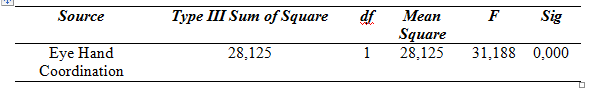 Source Type III Sum of Square df Mean Square F Sig
Eye Hand Coordination 28,125 1 28,125 31,188 0,000